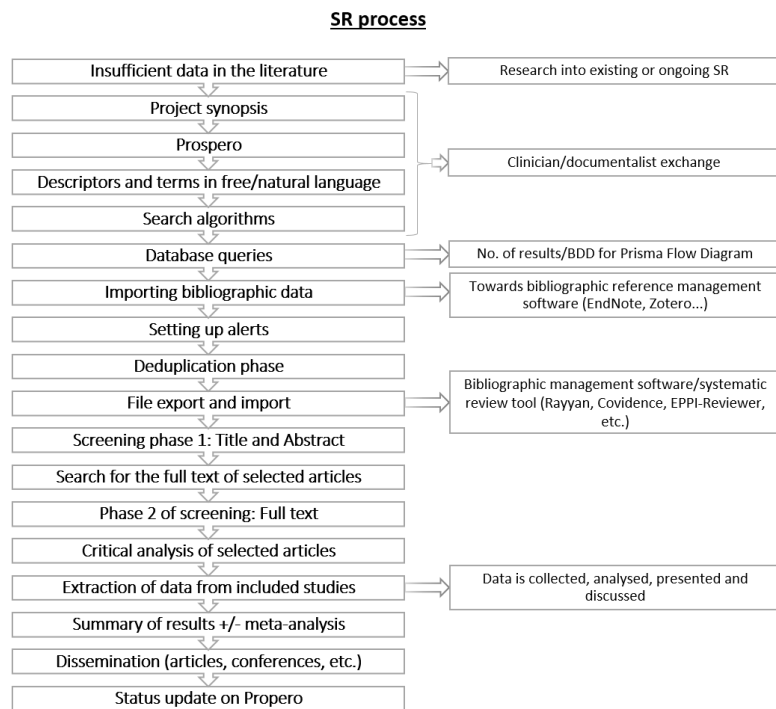 SR process
Insufficient data in the literature
Research into existing or ongoing SR
Project synopsis
Prospero
Clinician/documentalist exchange
Descriptors and terms in free/natural language
Search algorithms
Database queries
No. of results/BDD for Prisma Flow Diagram
Importing bibliographic data
Towards bibliographic reference management
software (EndNote, Zotero...)
Setting up alerts
Deduplication phase
File export and import
Bibliographic management software/systematic
review tool (Rayyan, Covidence, EPPI-Reviewer,
etc.)
Screening phase 1: Title and Abstract
Search for the full text of selected articles
Phase 2 of screening: Full text
Critical analysis of selected articles
Extraction of data from included studies
Data is collected, analysed, presented and
discussed
Summary of results +/- meta-analysis
Dissemination (articles, conferences, etc.)
Status update on Propero